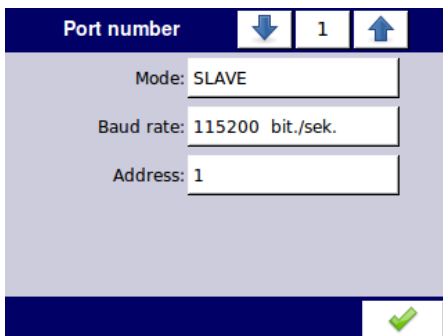 Port number 1
Mode: SLAVE
Baud rate: 115200 bit./sek.
Address: 1